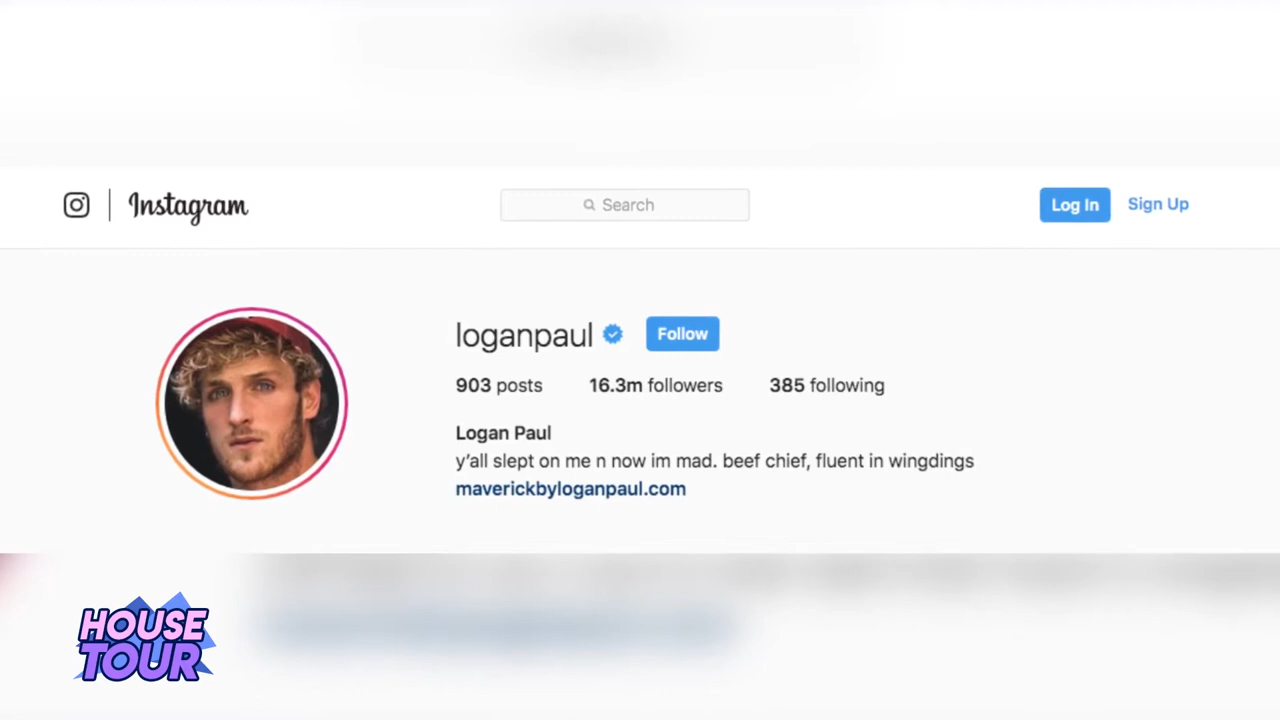 Instagram
Search
Log In
Sign Up
loganpaul
Follow
903 posts 16.3m followers 385 following
Logan Paul
y'all slept on me n now im mad. beef chief, fluent in wingdings
maverickbyloganpaul.com
HOUSE
TOUR